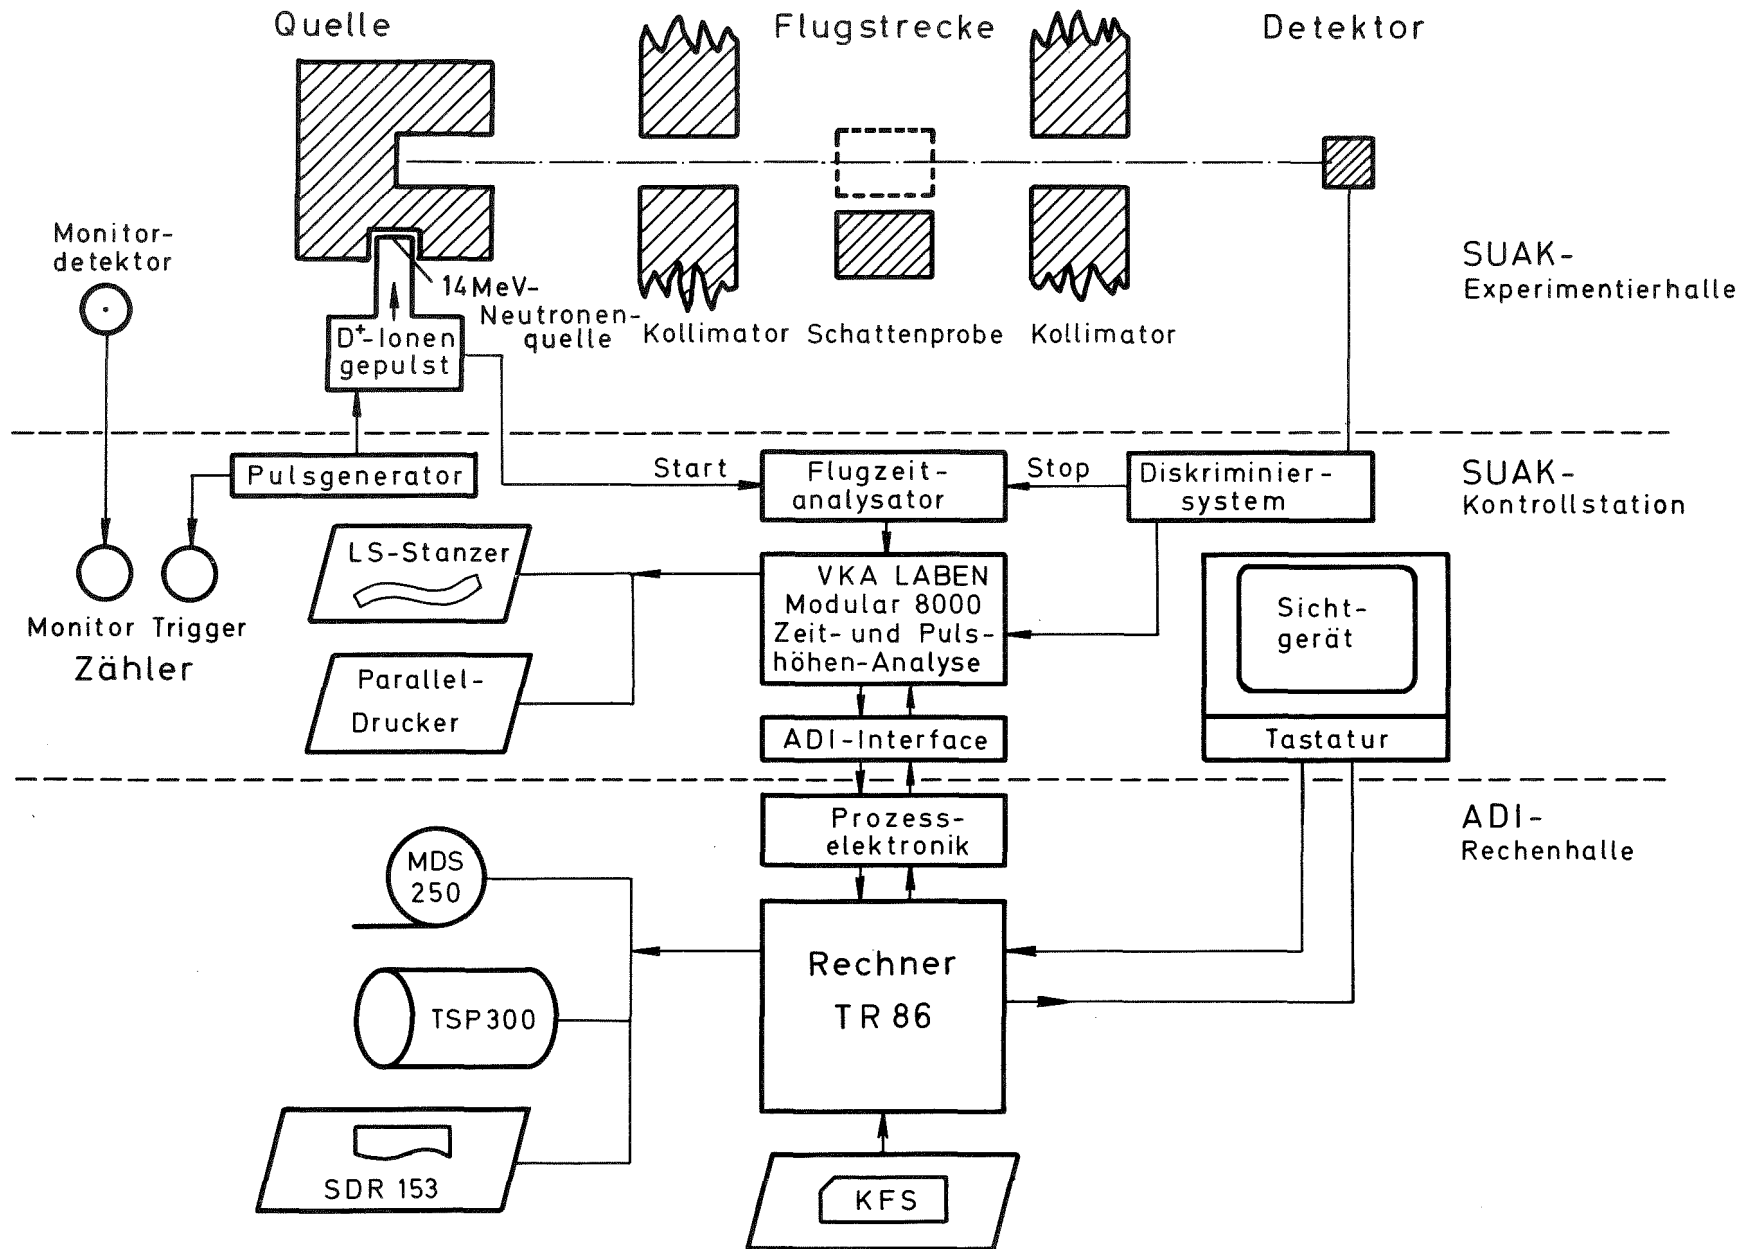 Quelle
Flugstrecke
Detektor
Monitor-
detektor
14MeV-
Neutronen-
quelle
D⁺-Ionen
gepulst
Kollimator
Schattenprobe
Kollimator
SUAK-
Experimentierhalle
Pulsgenerator
Start
Flugzeit-
analysator
Stop
Diskriminier-
system
SUAK-
Kontrollstation
LS-Stanzer
VKA LABEN
Modular 8000
Zeit- und Puls-
höhen-Analyse
Sicht-
gerät
Monitor Trigger
Zähler
Parallel-
Drucker
ADI-Interface
Tastatur
Prozess-
elektronik
ADI-
Rechenhalle
MDS
250
Rechner
TR 86
TSP300
SDR 153
KFS